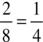 2/8 = 1/4